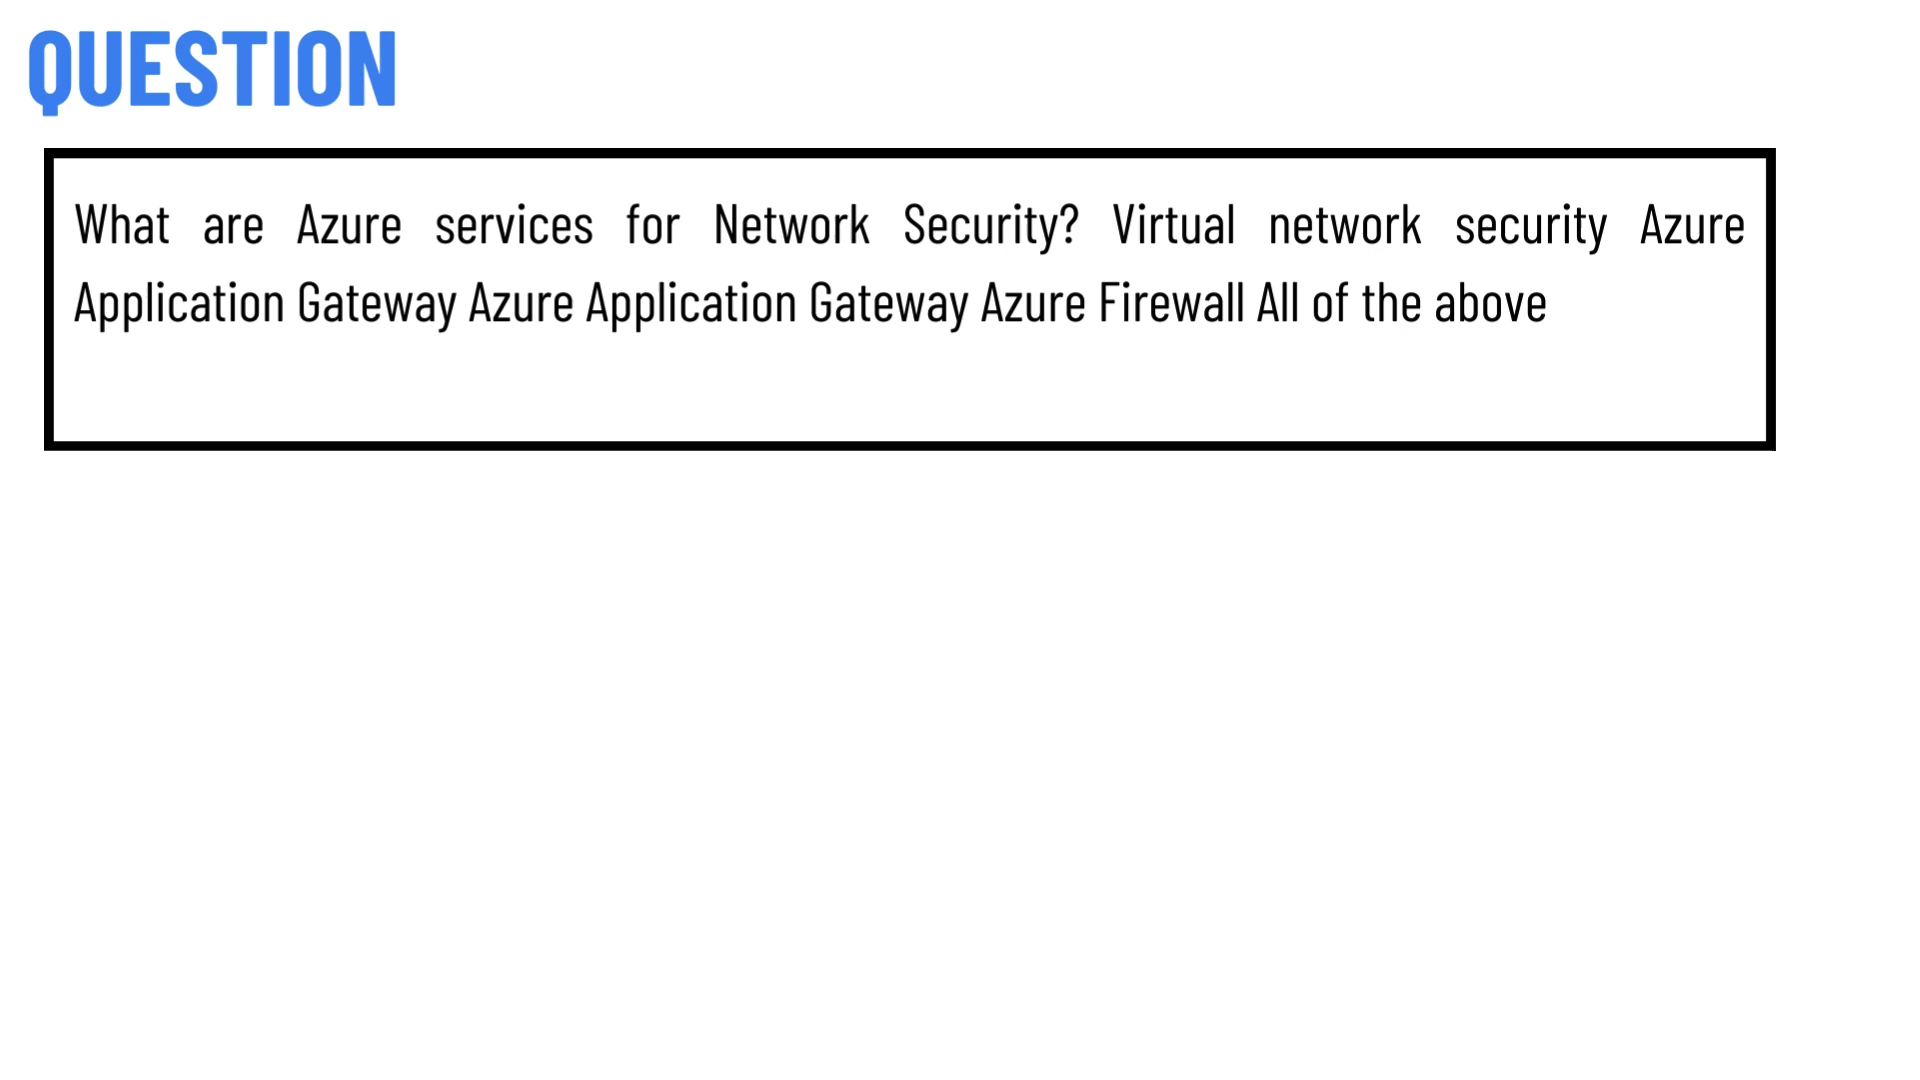 QUESTION
What are Azure services for Network Security? Virtual network security Azure
Application Gateway Azure Application Gateway Azure Firewall All of the above